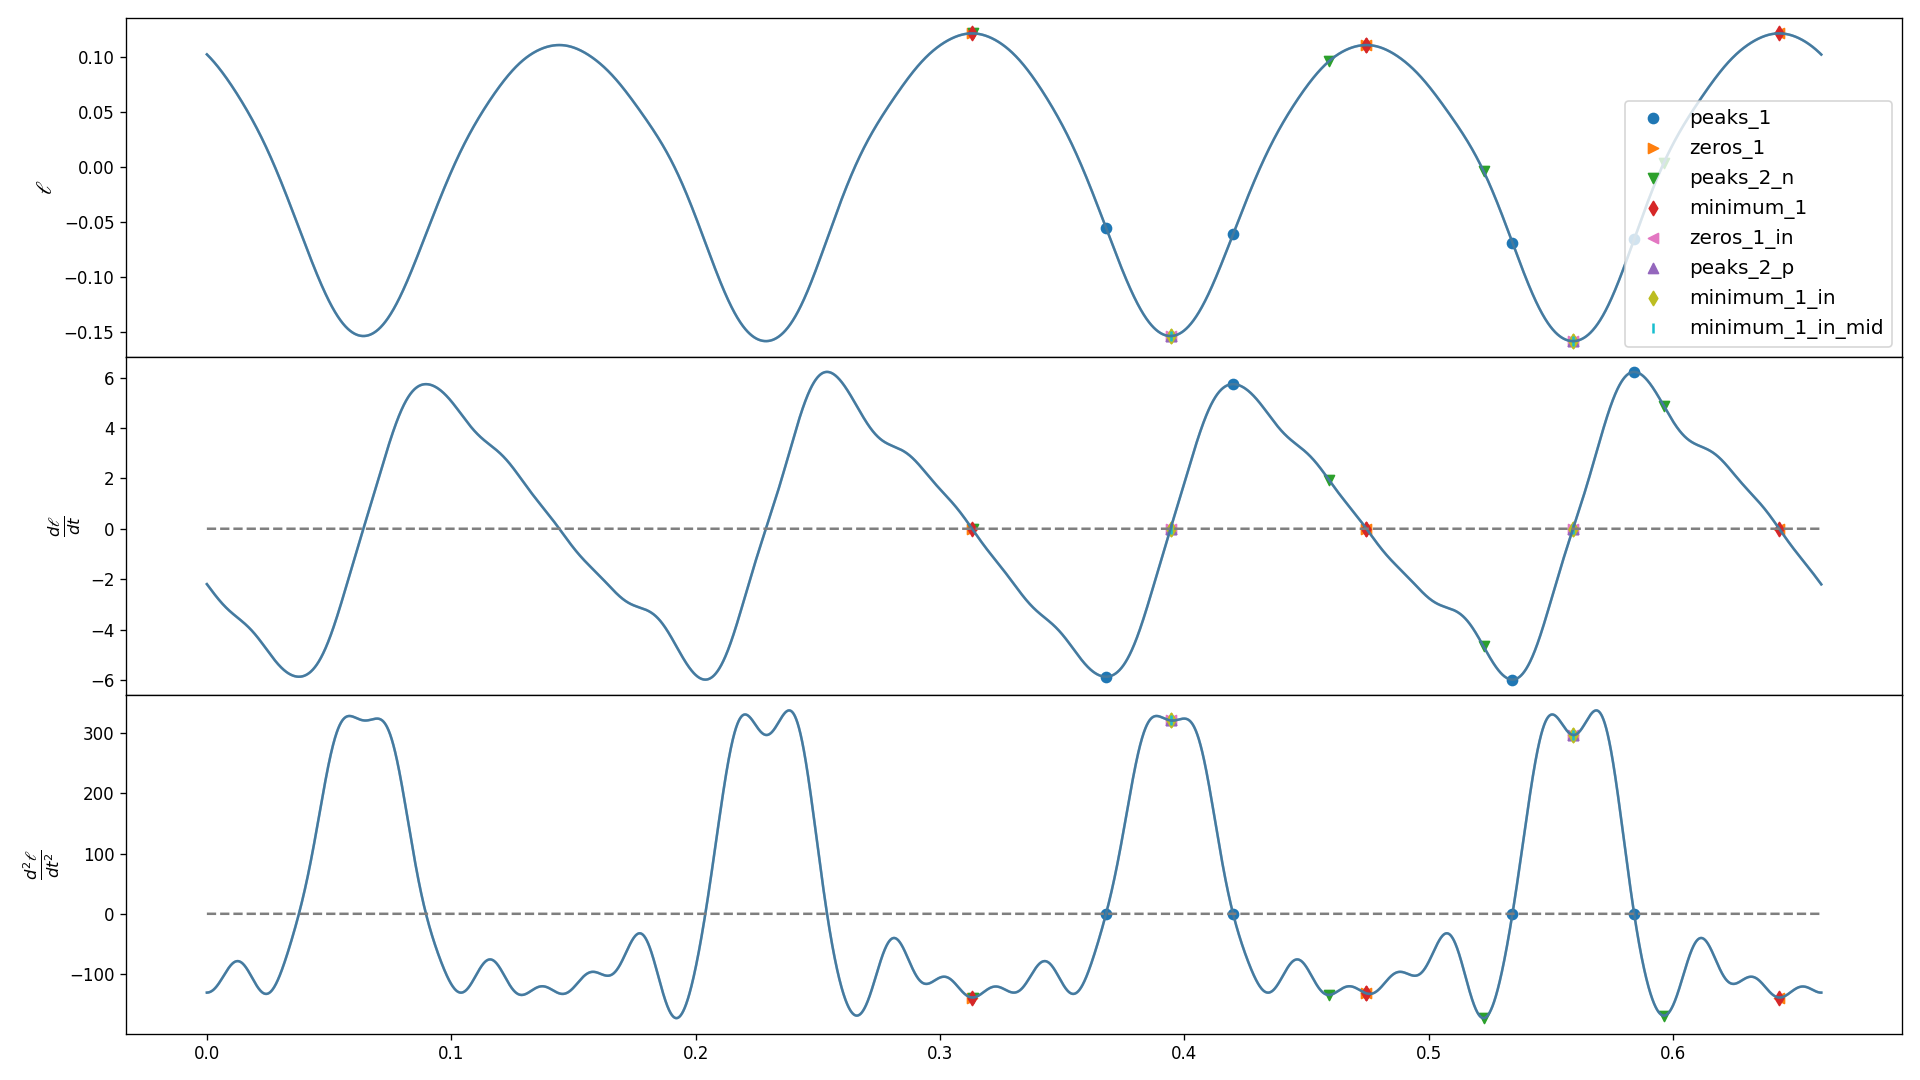 0.10
0.05
0.00
−0.05
−0.10
−0.15
ℓ
peaks_1
zeros_1
peaks_2_n
minimum_1
zeros_1_in
peaks_2_p
minimum_1_in
minimum_1_in_mid
6
4
2
0
−2
−4
−6
dℓ/dt
300
200
100
0
−100
d²ℓ/dt²
0.0 0.1 0.2 0.3 0.4 0.5 0.6